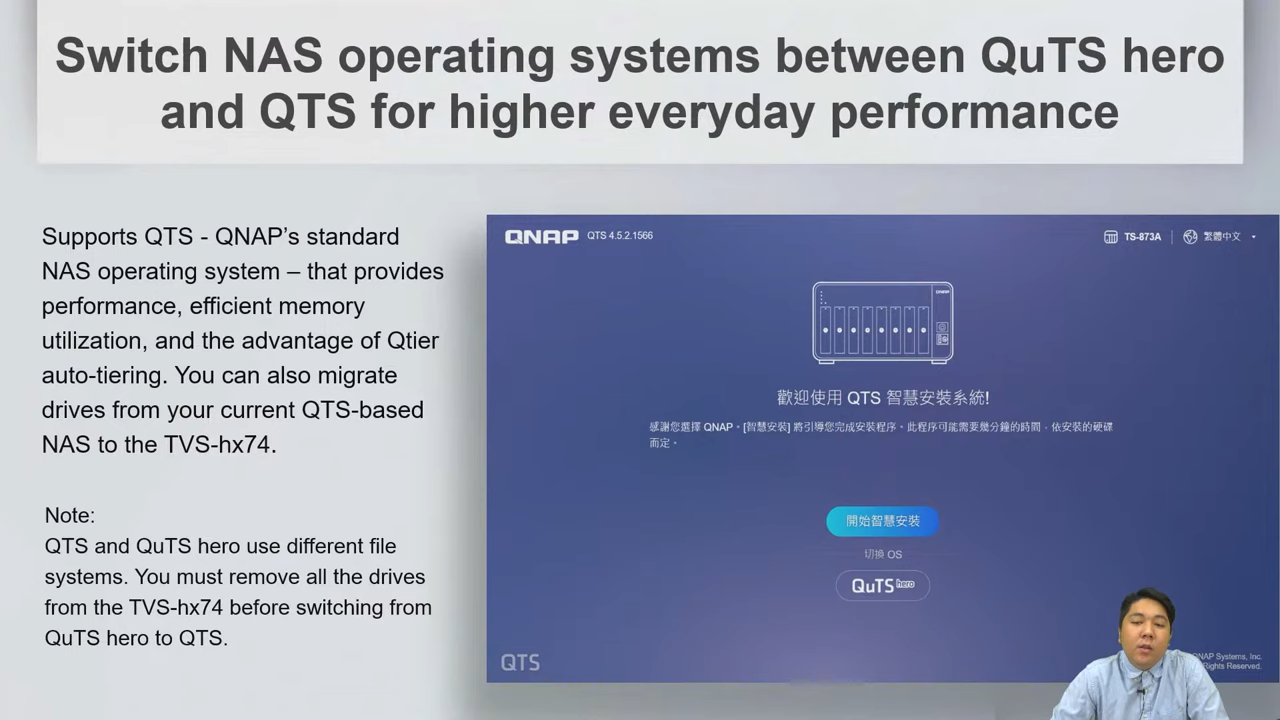 Switch NAS operating systems between QuTS hero
and QTS for higher everyday performance
Supports QTS - QNAP’s standard
NAS operating system – that provides
performance, efficient memory
utilization, and the advantage of Qtier
auto-tiering. You can also migrate
drives from your current QTS-based
NAS to the TVS-hx74.
Note:
QTS and QuTS hero use different file
systems. You must remove all the drives
from the TVS-hx74 before switching from
QuTS hero to QTS.
QNAP QTS 4.5.2.1566
TS-873A
繁體中文
歡迎使用 QTS 智慧安裝系統!
感謝您選擇 QNAP。[智慧安裝] 將引導您完成安裝程序。此程序可能需要幾分鐘的時間，依安裝的硬碟
而定。
開始智慧安裝
切換 OS
QuTS hero
QTS
QNAP Systems, Inc.
Rights Reserved.